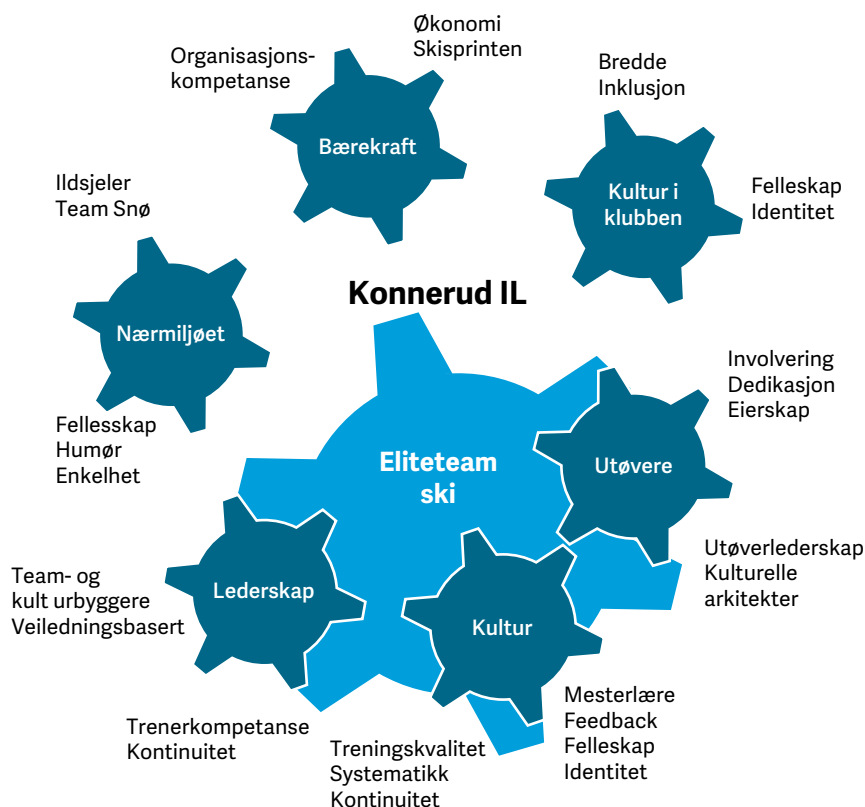 Økonomi
Skisprinten
Organisasjons-
kompetanse
Bærekraft
Bredde
Inklusjon
Kultur i
klubben
Felleskap
Identitet
Ildsjeler
Team Snø
Nærmiljøet
Fellesskap
Humør
Enkelhet
Konnerud IL
Eliteteam
ski
Involvering
Dedikasjon
Eierskap
Utøvere
Utøverlederskap
Kulturelle
arkitekter
Team- og
kult urbyggere
Veiledningsbasert
Lederskap
Trenerkompetanse
Kontinuitet
Kultur
Treningskvalitet
Systematikk
Kontinuitet
Mesterlære
Feedback
Felleskap
Identitet